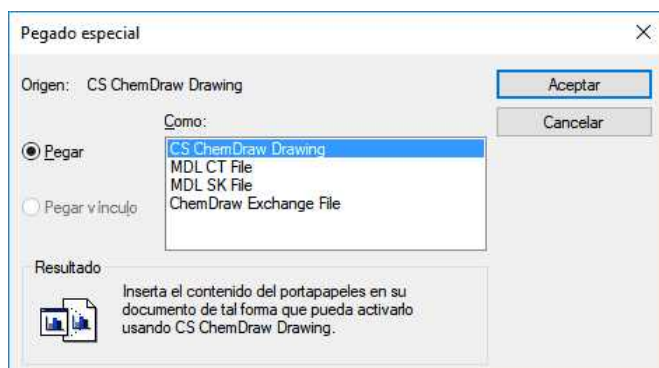 Pegado especial
Origen: CS ChemDraw Drawing
Aceptar
Como:
Cancelar
Pegar
CS ChemDraw Drawing
MDL CT File
MDL SK File
Pegar vínculo
ChemDraw Exchange File
Resultado
Inserta el contenido del portapapeles en su
documento de tal forma que pueda activarlo
usando CS ChemDraw Drawing.